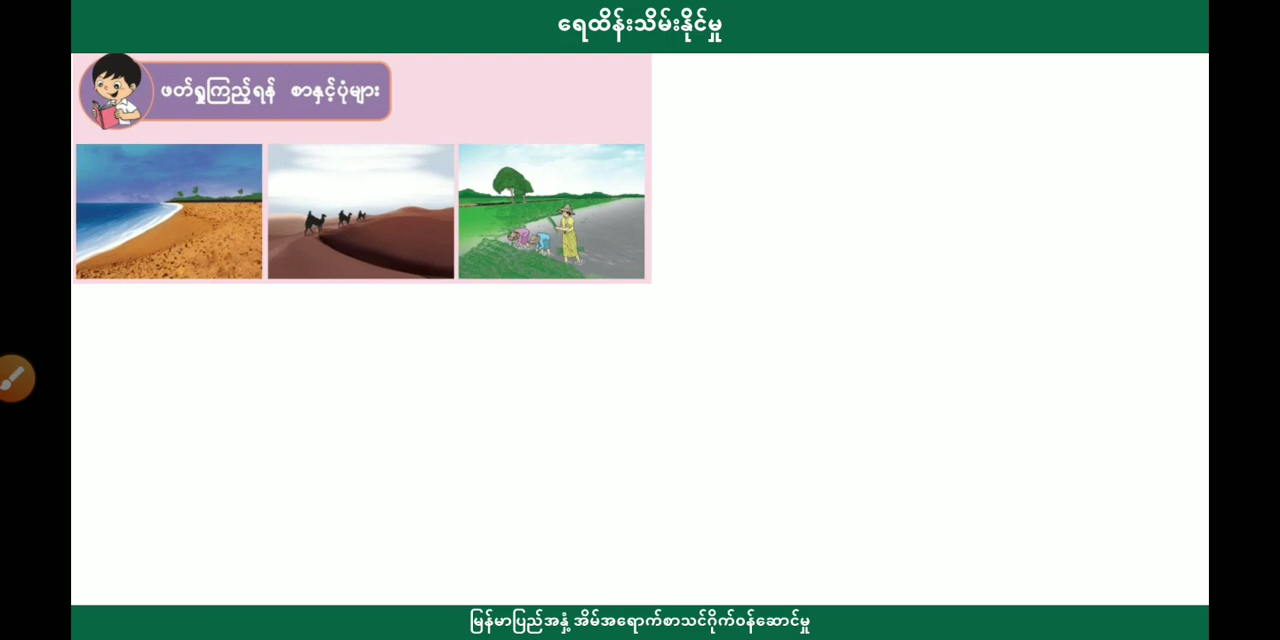 ရေထိန်းသိမ်းနိုင်မှု
ဖတ်ရှုကြည့်ရန် စာနှင့်ပုံများ
မြန်မာပြည်အနှံ့ အိမ်အရောက်စာသင်ဂိုက်ဝန်ဆောင်မှု